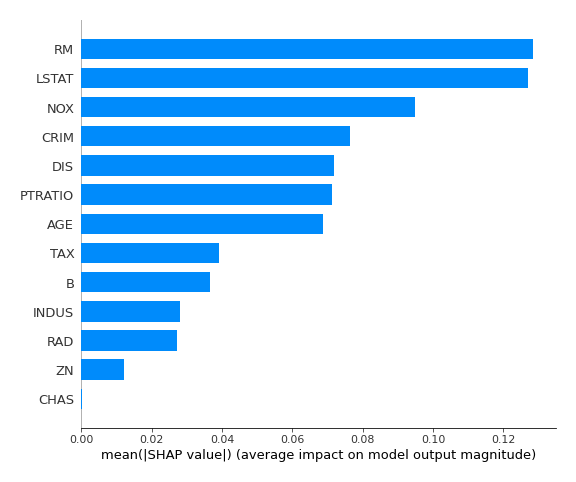 RM
LSTAT
NOX
CRIM
DIS
PTRATIO
AGE
TAX
B
INDUS
RAD
ZN
CHAS
0.00 0.02 0.04 0.06 0.08 0.10 0.12
mean(|SHAP value|) (average impact on model output magnitude)